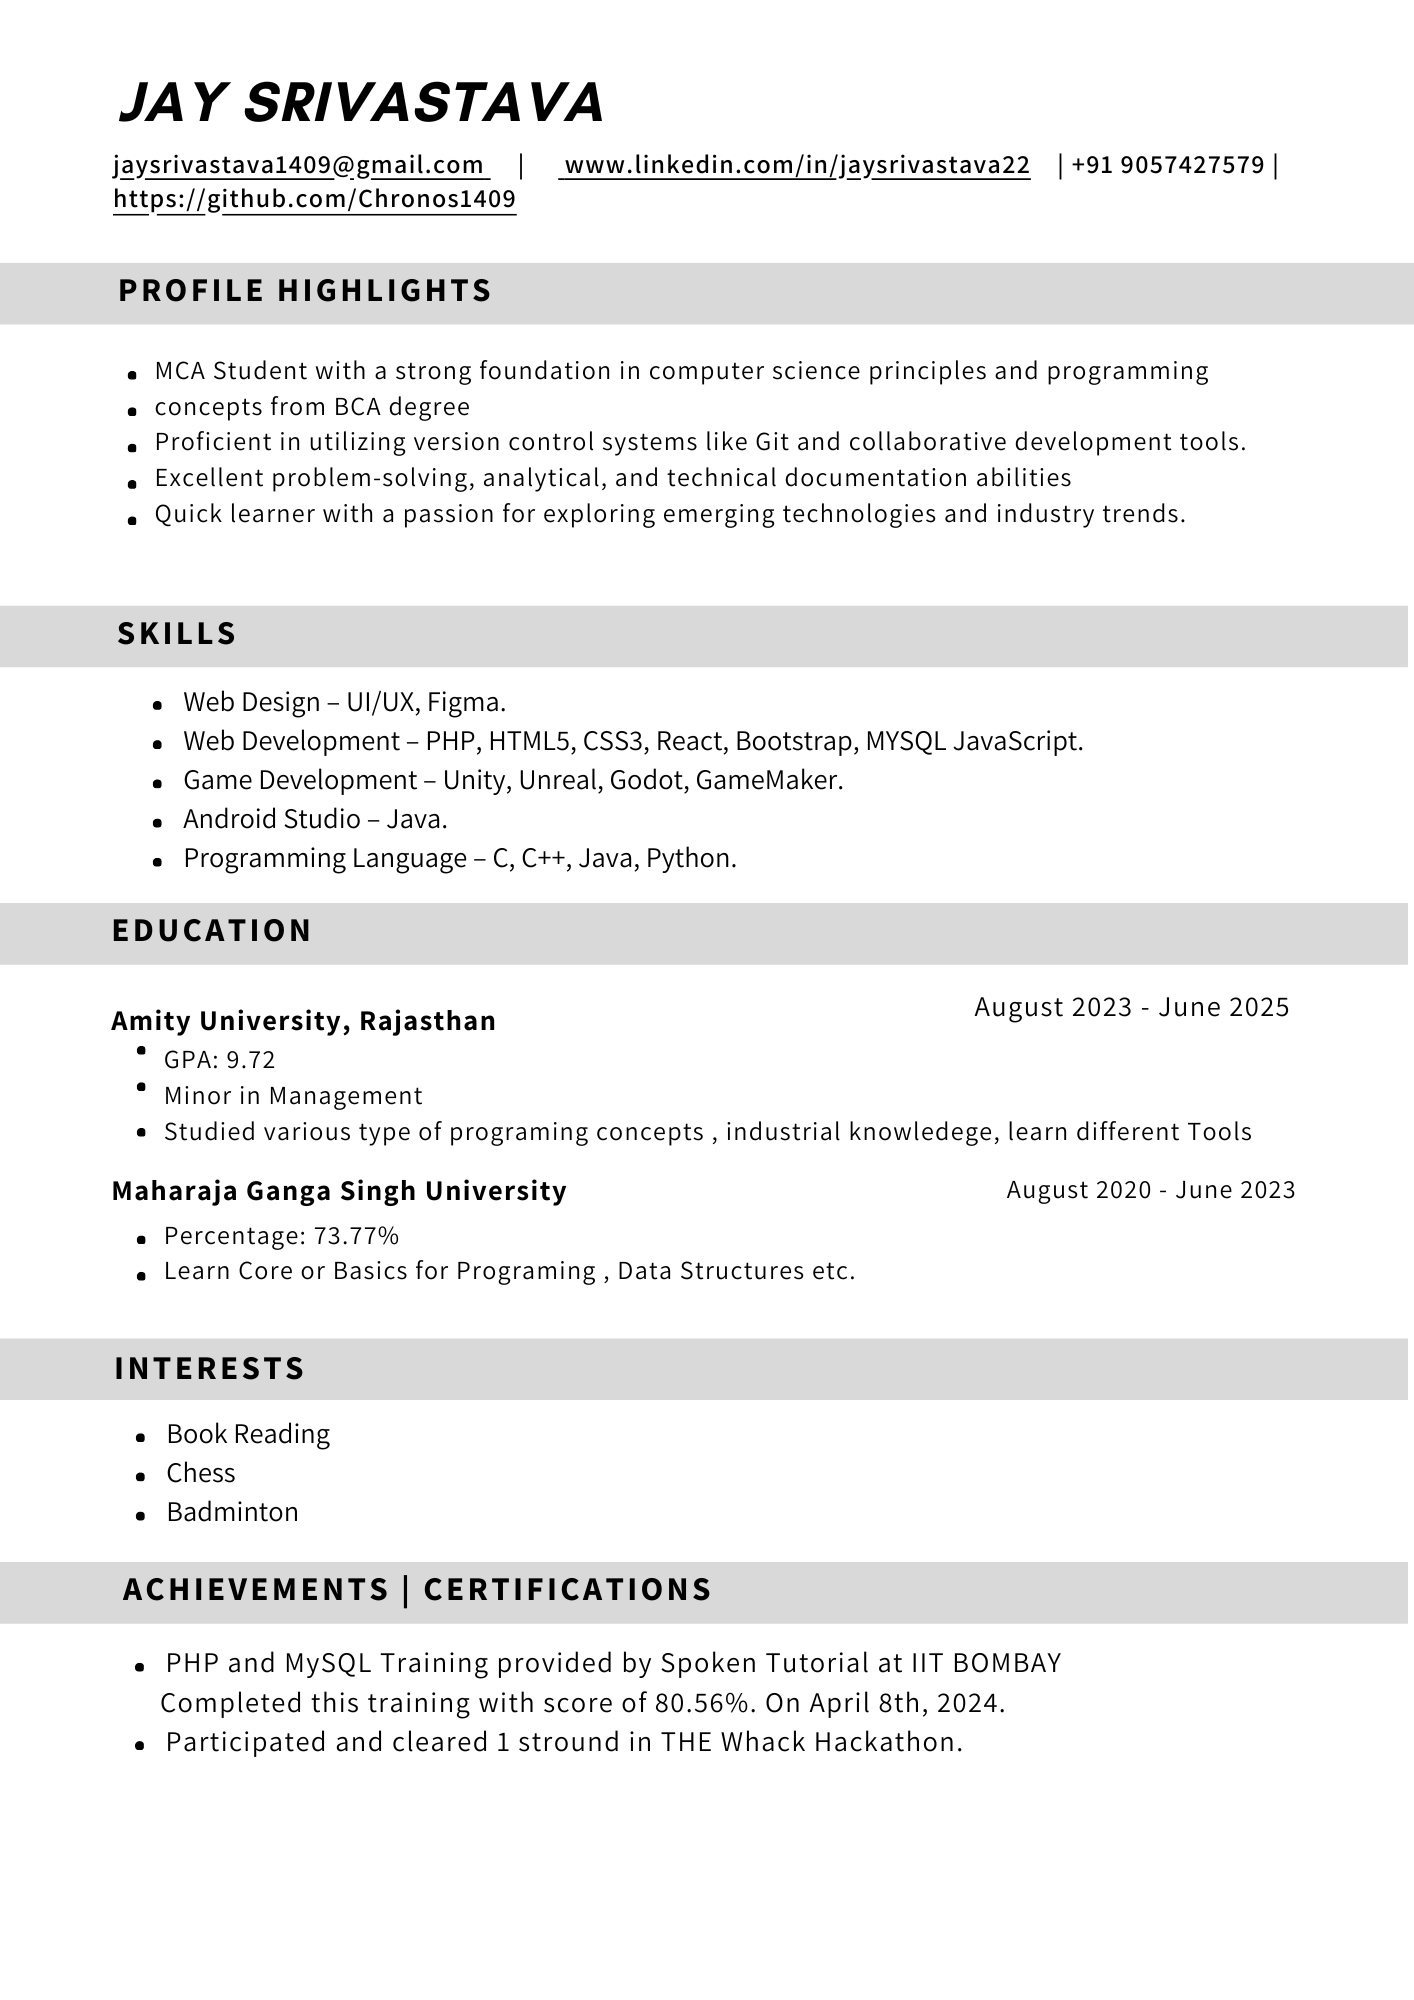 JAY SRIVASTAVA
jaysrivastava1409@gmail.com | www.linkedin.com/in/jaysrivastava22 | +91 9057427579 |
https://github.com/Chronos1409
PROFILE HIGHLIGHTS
• MCA Student with a strong foundation in computer science principles and programming
• concepts from BCA degree
• Proficient in utilizing version control systems like Git and collaborative development tools.
• Excellent problem-solving, analytical, and technical documentation abilities
• Quick learner with a passion for exploring emerging technologies and industry trends.
SKILLS
• Web Design – UI/UX, Figma.
• Web Development – PHP, HTML5, CSS3, React, Bootstrap, MYSQL JavaScript.
• Game Development – Unity, Unreal, Godot, GameMaker.
• Android Studio – Java.
• Programming Language – C, C++, Java, Python.
EDUCATION
Amity University, Rajasthan August 2023 - June 2025
• GPA: 9.72
• Minor in Management
• Studied various type of programing concepts , industrial knowledege, learn different Tools
Maharaja Ganga Singh University August 2020 - June 2023
• Percentage: 73.77%
• Learn Core or Basics for Programing , Data Structures etc.
INTERESTS
• Book Reading
• Chess
• Badminton
ACHIEVEMENTS | CERTIFICATIONS
• PHP and MySQL Training provided by Spoken Tutorial at IIT BOMBAY
Completed this training with score of 80.56%. On April 8th, 2024.
• Participated and cleared 1 stround in THE Whack Hackathon.